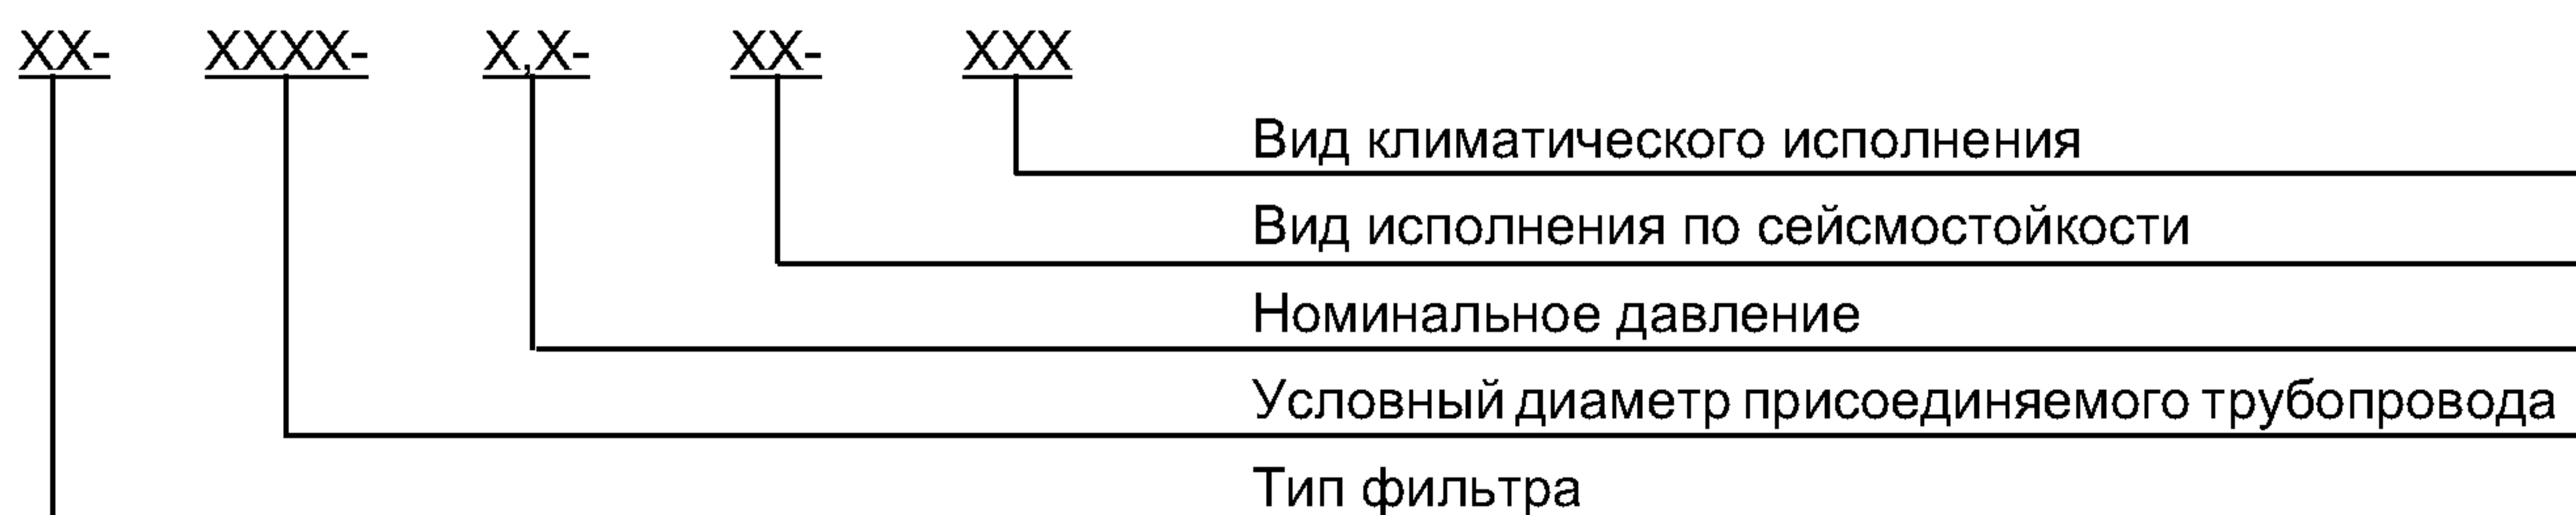 XX- XXXX- X,X- XX- XXX
Вид климатического исполнения
Вид исполнения по сейсмостойкости
Номинальное давление
Условный диаметр присоединяемого трубопровода
Тип фильтра